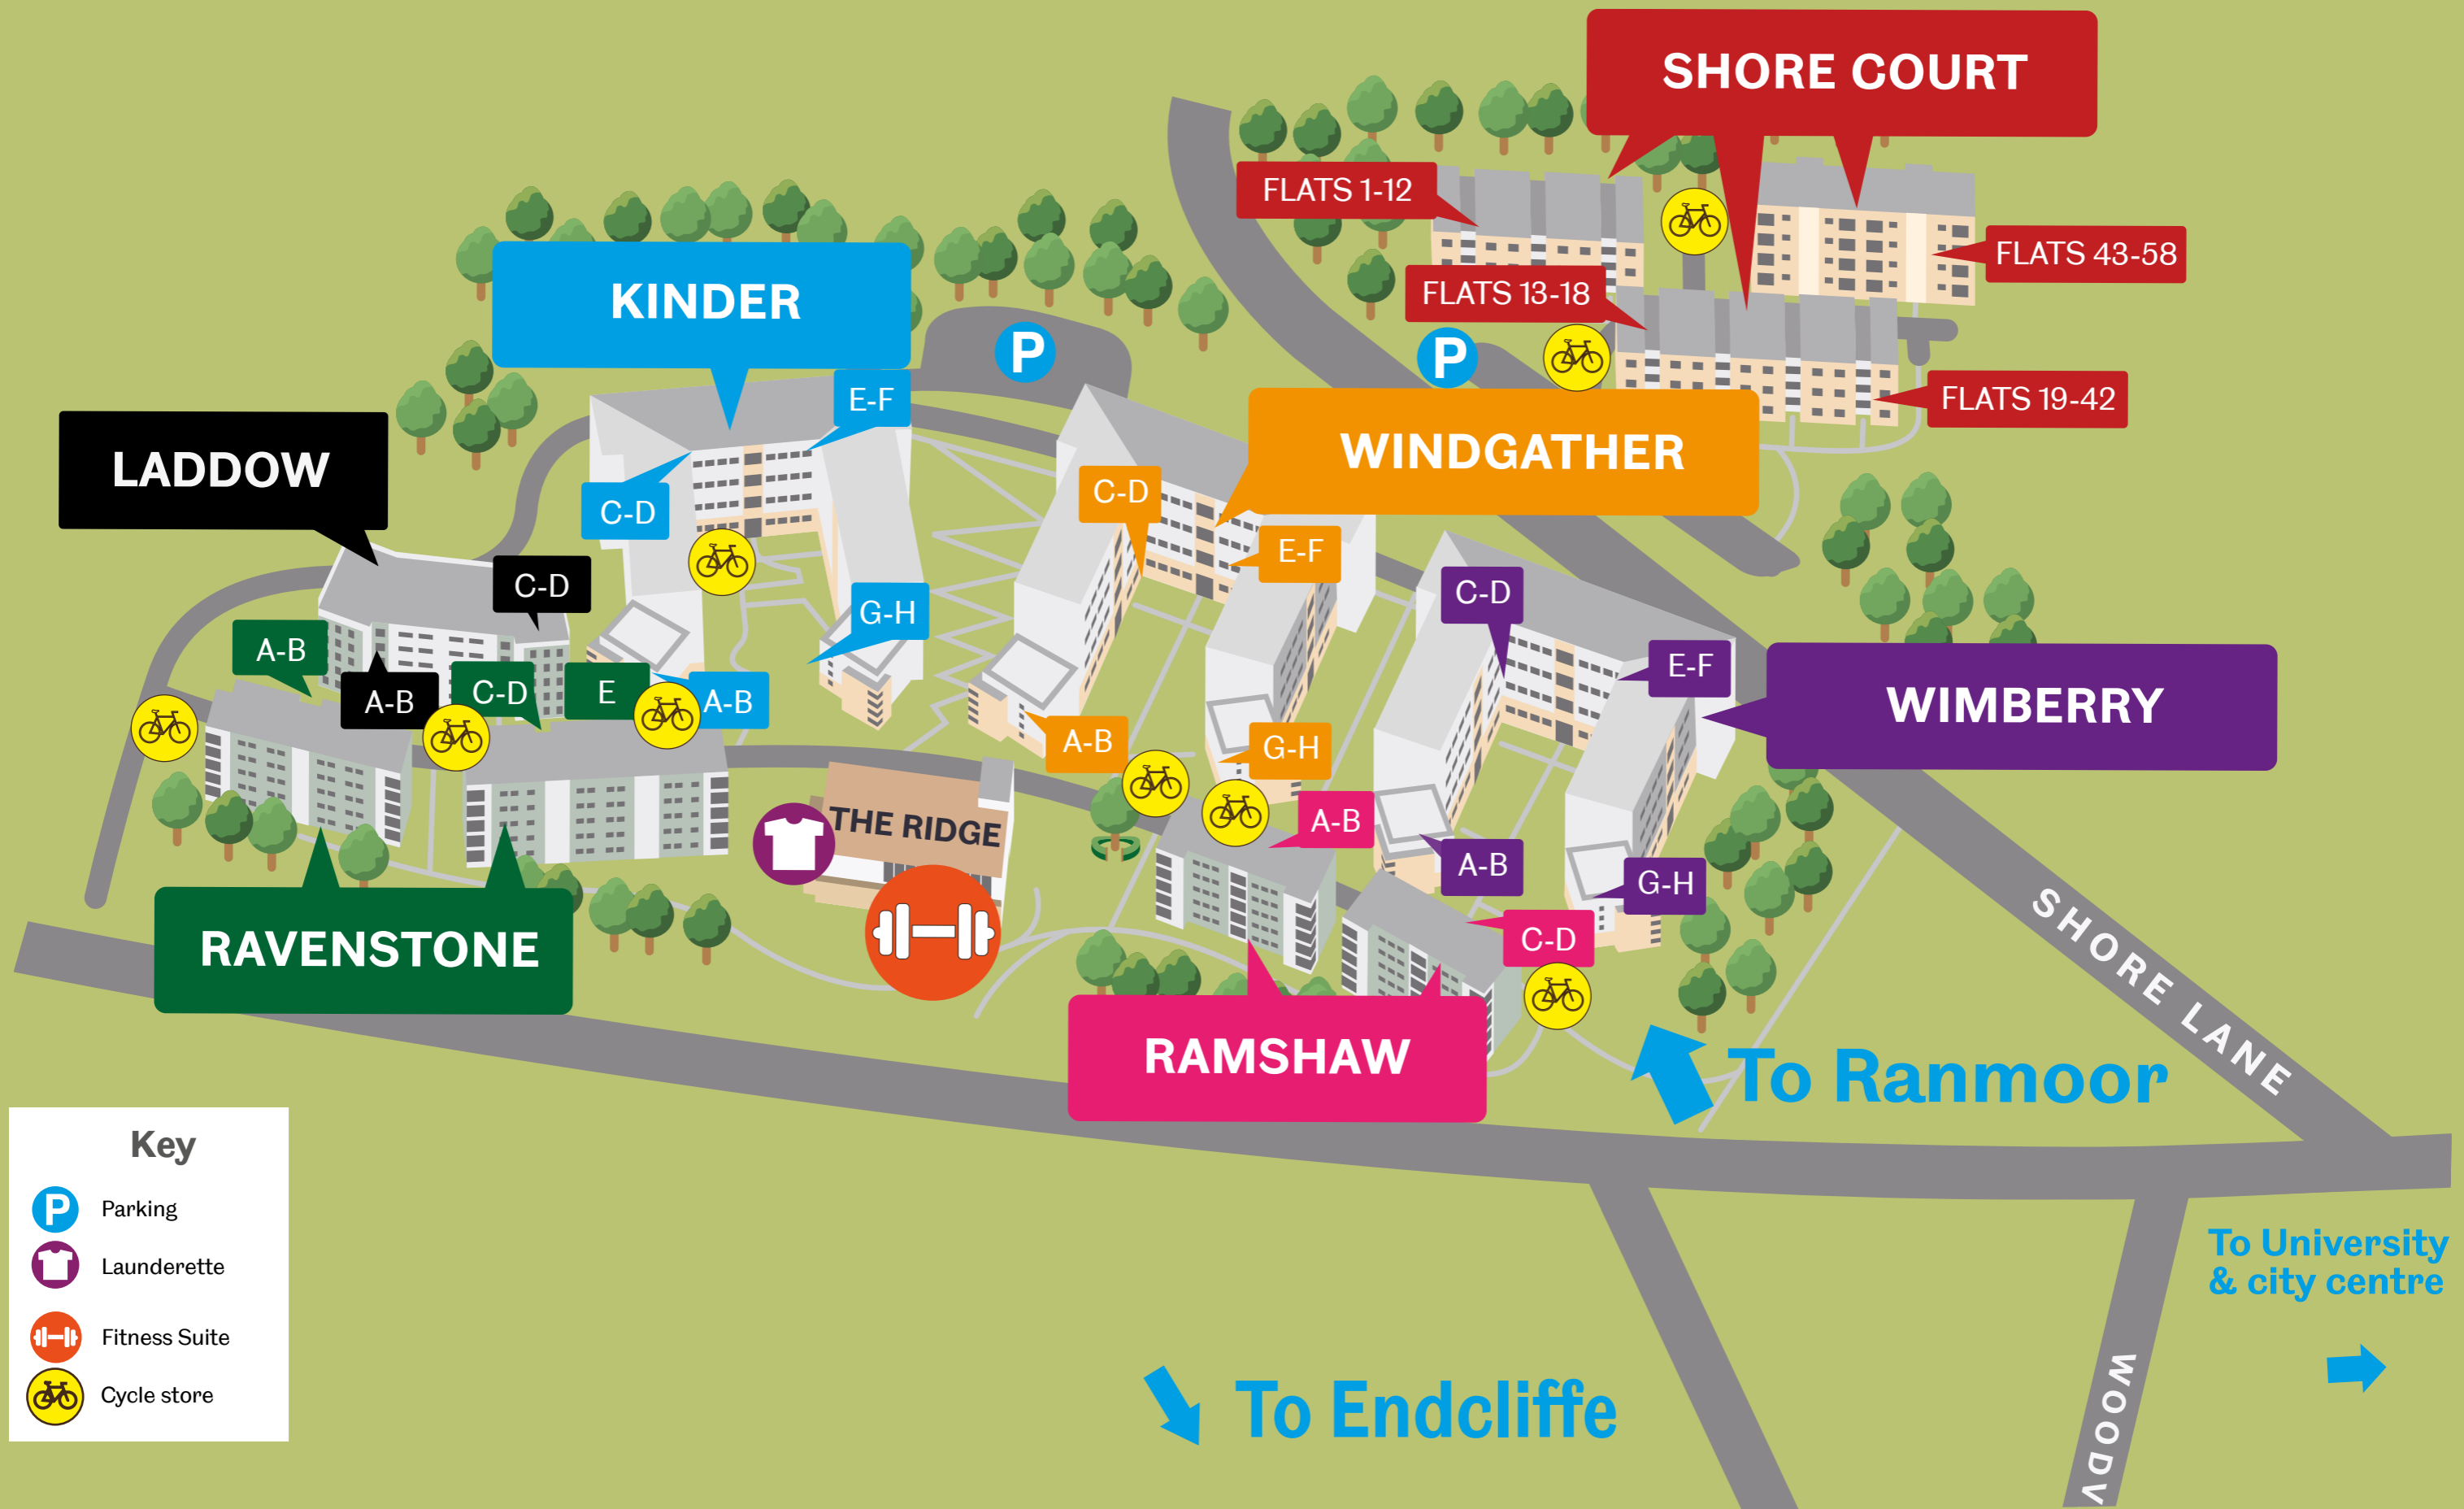 SHORE COURT
FLATS 1-12
FLATS 43-58
FLATS 13-18
FLATS 19-42
KINDER
P
P
E-F
C-D
G-H
A-B
LADDOW
C-D
A-B
WINDGATHER
C-D
E-F
A-B
G-H
WIMBERRY
C-D
E-F
A-B
G-H
A-B
C-D
E
RAVENSTONE
THE RIDGE
A-B
C-D
RAMSHAW
SHORE LANE
To Ranmoor
Key
P Parking
Launderette
Fitness Suite
Cycle store
To Endcliffe
To University
& city centre
WOODV